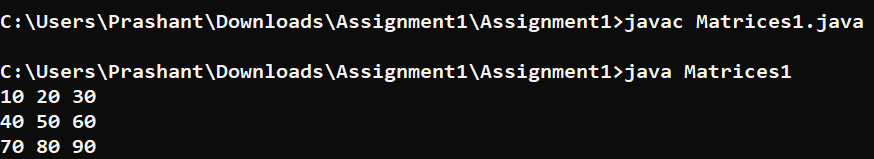 C:\Users\Prashant\Downloads\Assignment1\Assignment1>javac Matrices1.java
C:\Users\Prashant\Downloads\Assignment1\Assignment1>java Matrices1
10 20 30
40 50 60
70 80 90